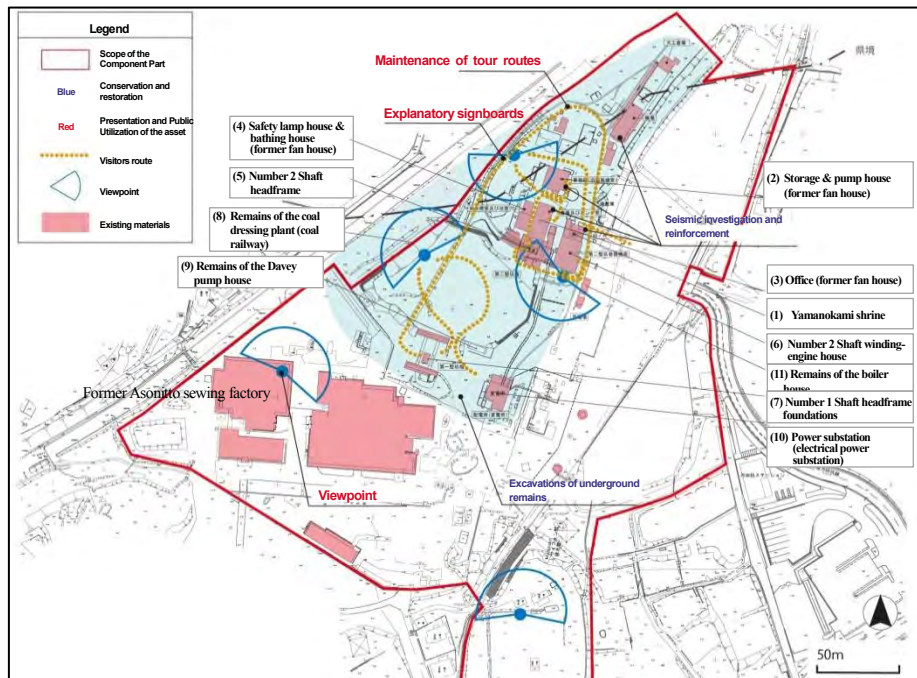 Legend
Scope of the
Component Part
Blue
Conservation and
restoration
Red
Presentation and Public
Utilization of the asset
Visitors route
Viewpoint
Existing materials
Maintenance of tour routes
Explanatory signboards
県境
(4) Safety lamp house &
bathing house
(former fan house)
(5) Number 2 Shaft
headframe
(8) Remains of the coal
dressing plant (coal
railway)
(9) Remains of the Davey
pump house
(2) Storage & pump house
(former fan house)
Seismic investigation and
reinforcement
(3) Office (former fan house)
(1) Yamanokami shrine
(6) Number 2 Shaft winding-
engine house
(11) Remains of the boiler
house
(7) Number 1 Shaft headframe
foundations
(10) Power substation
(electrical power
substation)
Former Asonitto sewing factory
Viewpoint
Excavations of underground
remains
50m